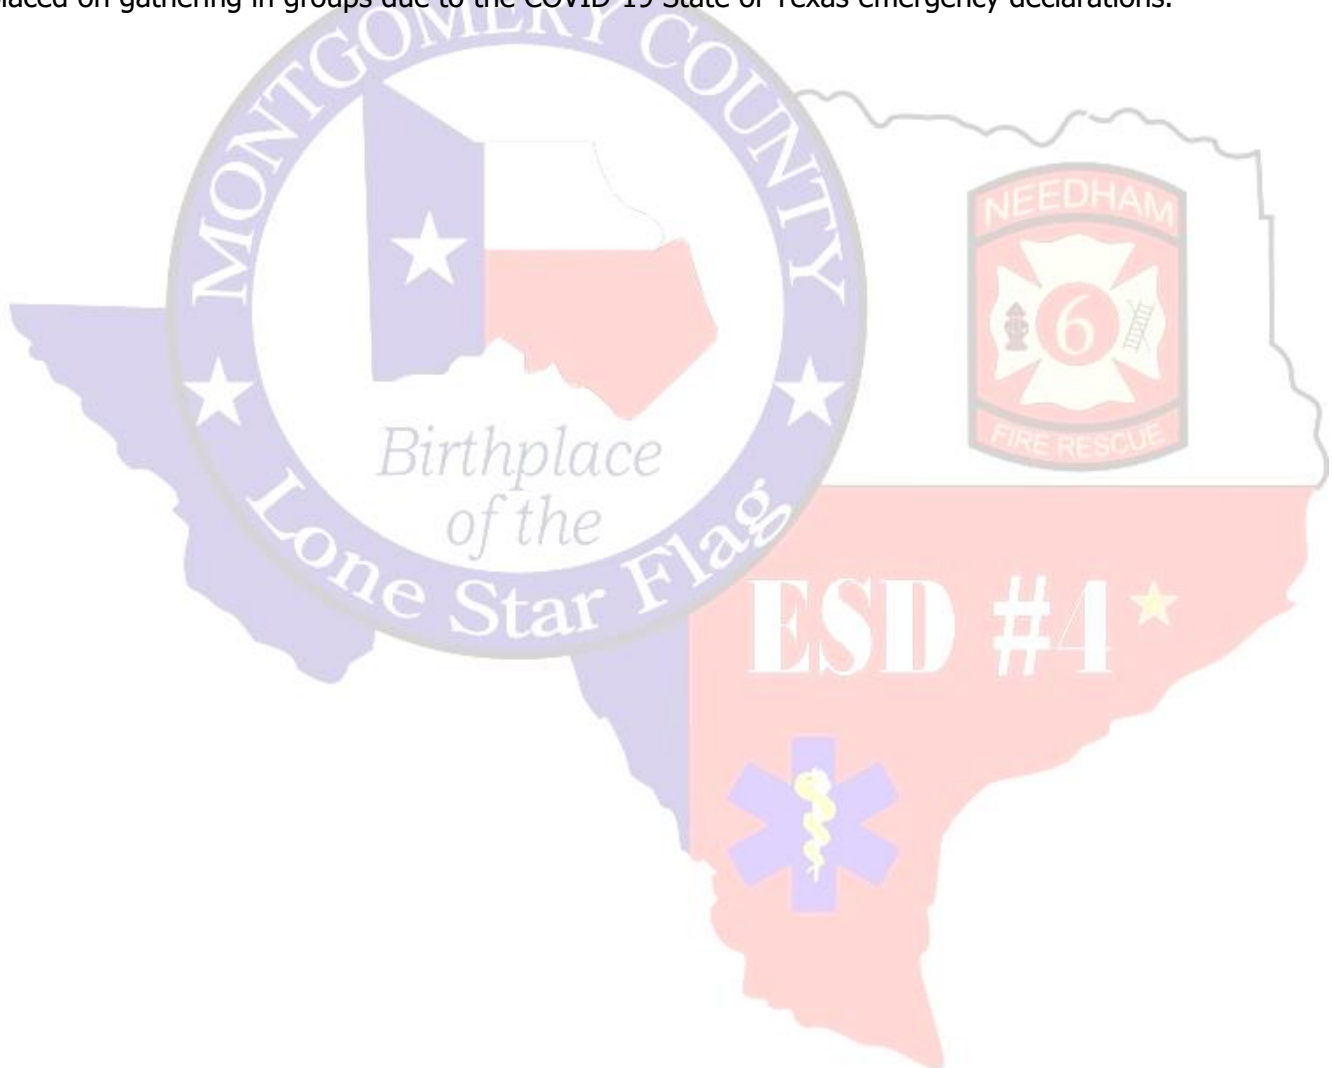 placed on gathering in groups due to the COVID-19 State of Texas emergency declarations.
MONTGOMERY COUNTY
NEEDHAM
6
FIRE RESCUE
Birthplace
of the
Lone Star Flag
ESD #4